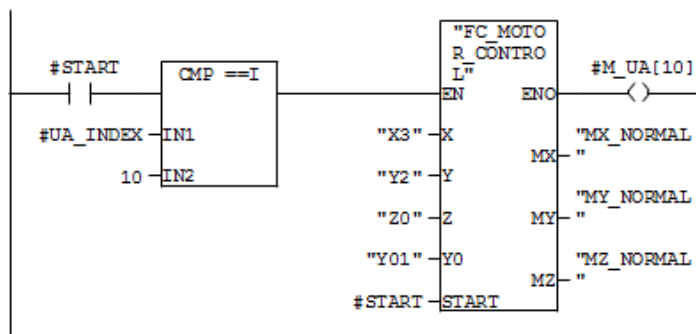 "FC_MOTO
R_CONTRO
L"
#START
CMP ==I
#M_UA[10]
EN
ENO
#UA_INDEX
IN1
"X3"
X
"MX_NORMAL
MX
"
10
IN2
"Y2"
Y
"MY_NORMAL
"Z0"
Z
MY
"
"Y01"
Y0
"MZ_NORMAL
MZ
"
#START
START